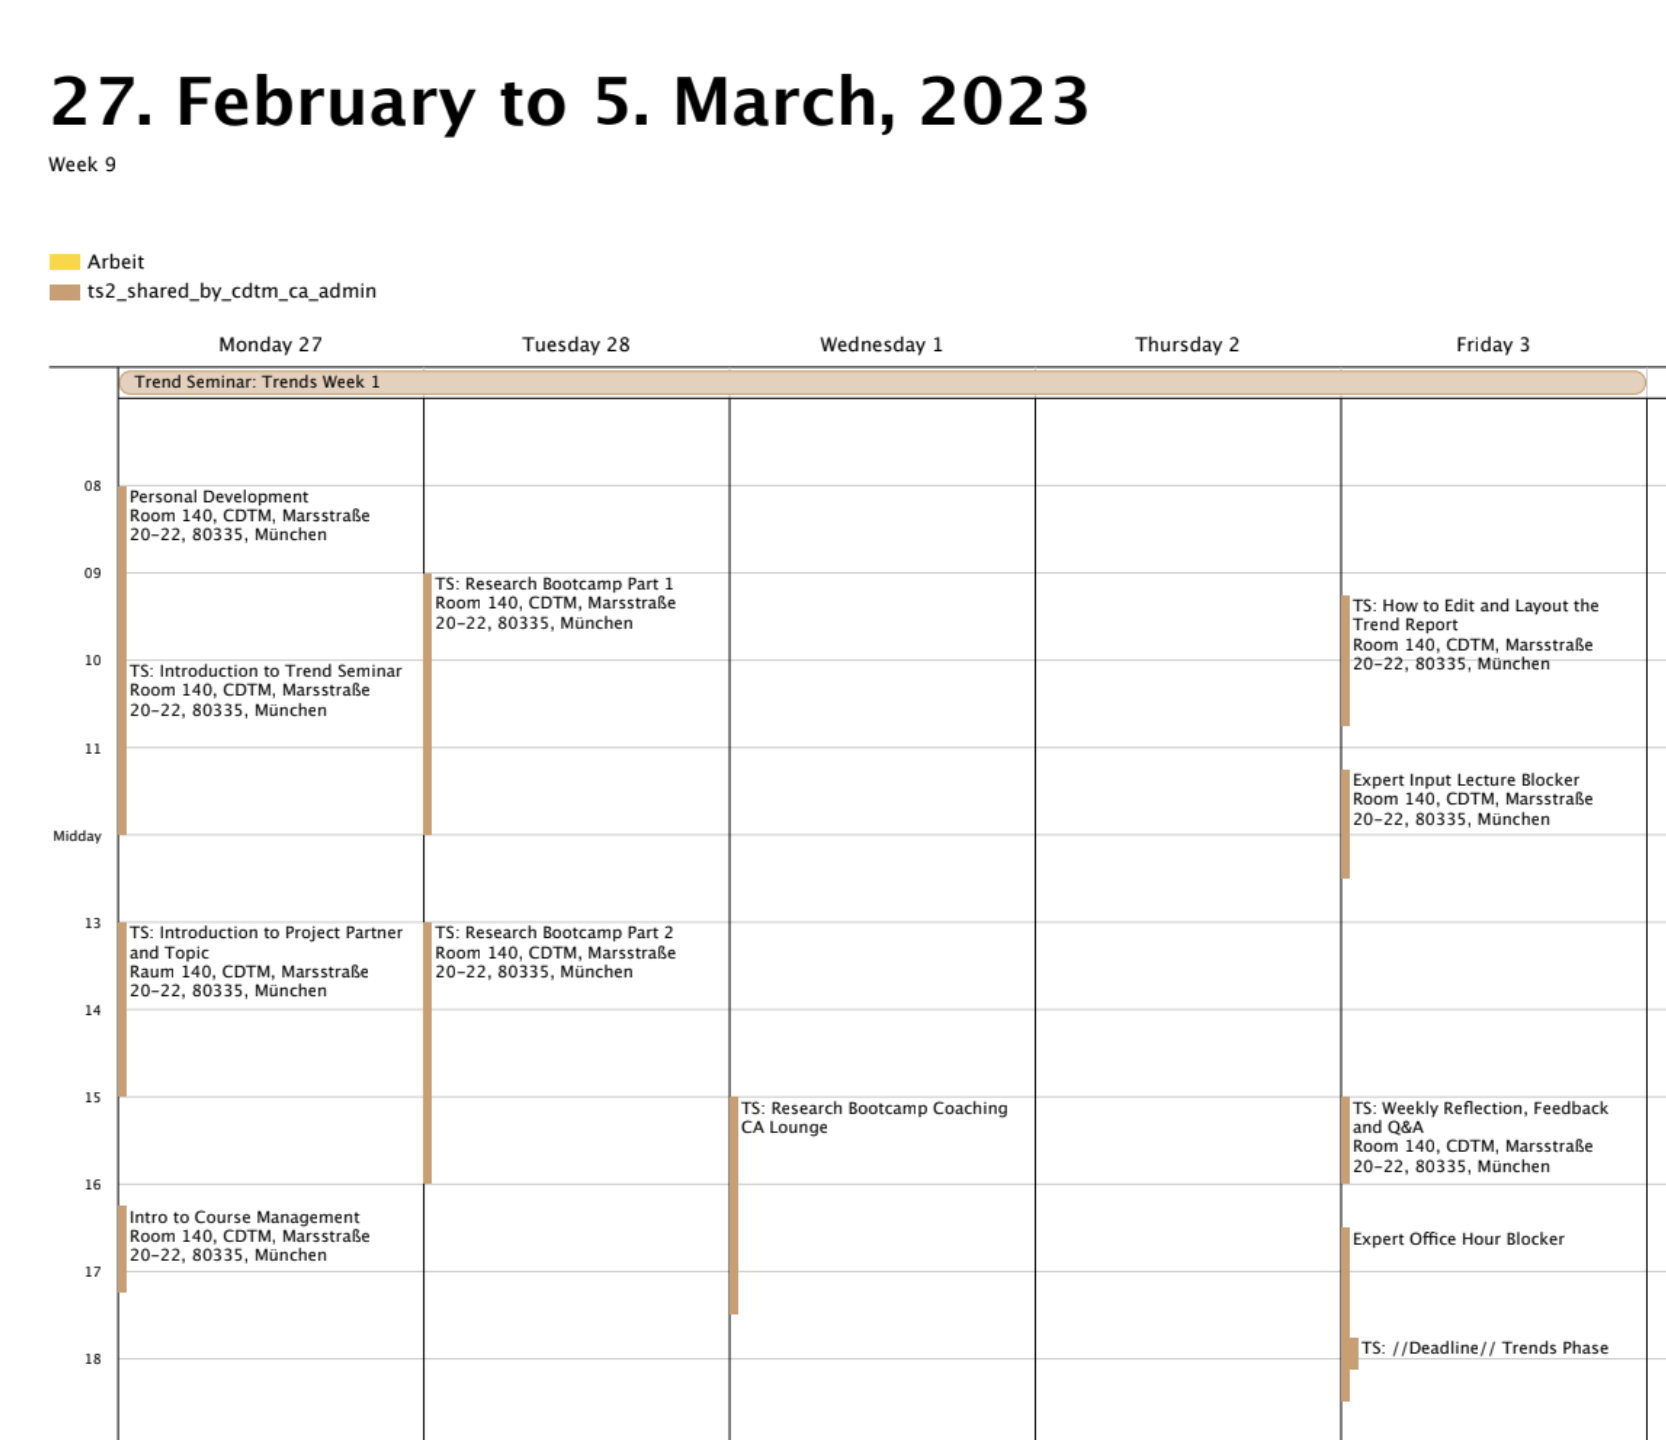 27. February to 5. March, 2023
Week 9
Arbeit
ts2_shared_by_cdtm_ca_admin
Monday 27
Tuesday 28
Wednesday 1
Thursday 2
Friday 3
Trend Seminar: Trends Week 1
08
09
10
11
Midday
13
14
15
16
17
18
Personal Development
Room 140, CDTM, Marsstraße
20-22, 80335, München
TS: Introduction to Trend Seminar
Room 140, CDTM, Marsstraße
20-22, 80335, München
TS: Introduction to Project Partner
and Topic
Raum 140, CDTM, Marsstraße
20-22, 80335, München
Intro to Course Management
Room 140, CDTM, Marsstraße
20-22, 80335, München
TS: Research Bootcamp Part 1
Room 140, CDTM, Marsstraße
20-22, 80335, München
TS: Research Bootcamp Part 2
Room 140, CDTM, Marsstraße
20-22, 80335, München
TS: Research Bootcamp Coaching
CA Lounge
TS: How to Edit and Layout the
Trend Report
Room 140, CDTM, Marsstraße
20-22, 80335, München
Expert Input Lecture Blocker
Room 140, CDTM, Marsstraße
20-22, 80335, München
TS: Weekly Reflection, Feedback
and Q&A
Room 140, CDTM, Marsstraße
20-22, 80335, München
Expert Office Hour Blocker
TS: //Deadline// Trends Phase